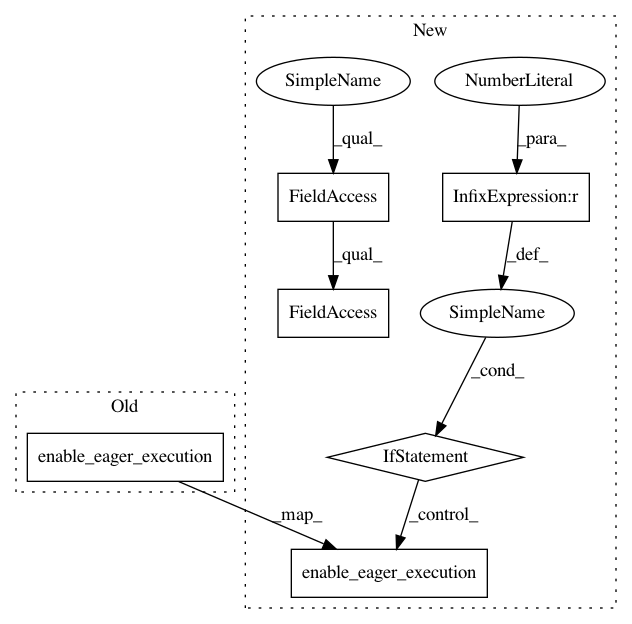 New
SimpleName
NumberLiteral
_qual_
_para_
FieldAccess
InfixExpression:r
_qual_
_def_
FieldAccess
SimpleName
_cond_
Old
enable_eager_execution
IfStatement
_map_
_control_
enable_eager_execution